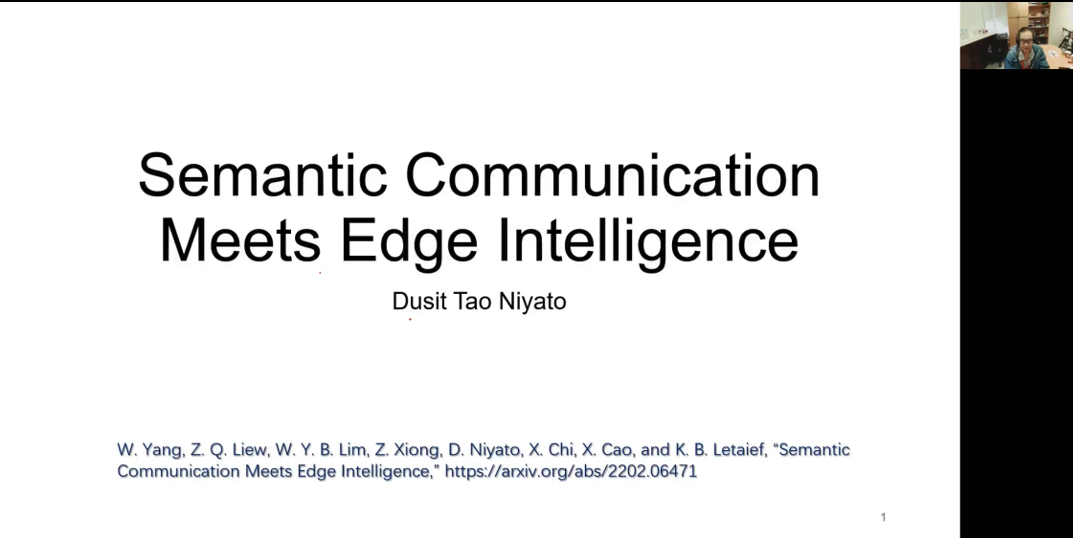 Semantic Communication
Meets Edge Intelligence
Dusit Tao Niyato
W. Yang, Z. Q. Liew, W. Y. B. Lim, Z. Xiong, D. Niyato, X. Chi, X. Cao, and K. B. Letaief, “Semantic
Communication Meets Edge Intelligence,” https://arxiv.org/abs/2202.06471
1